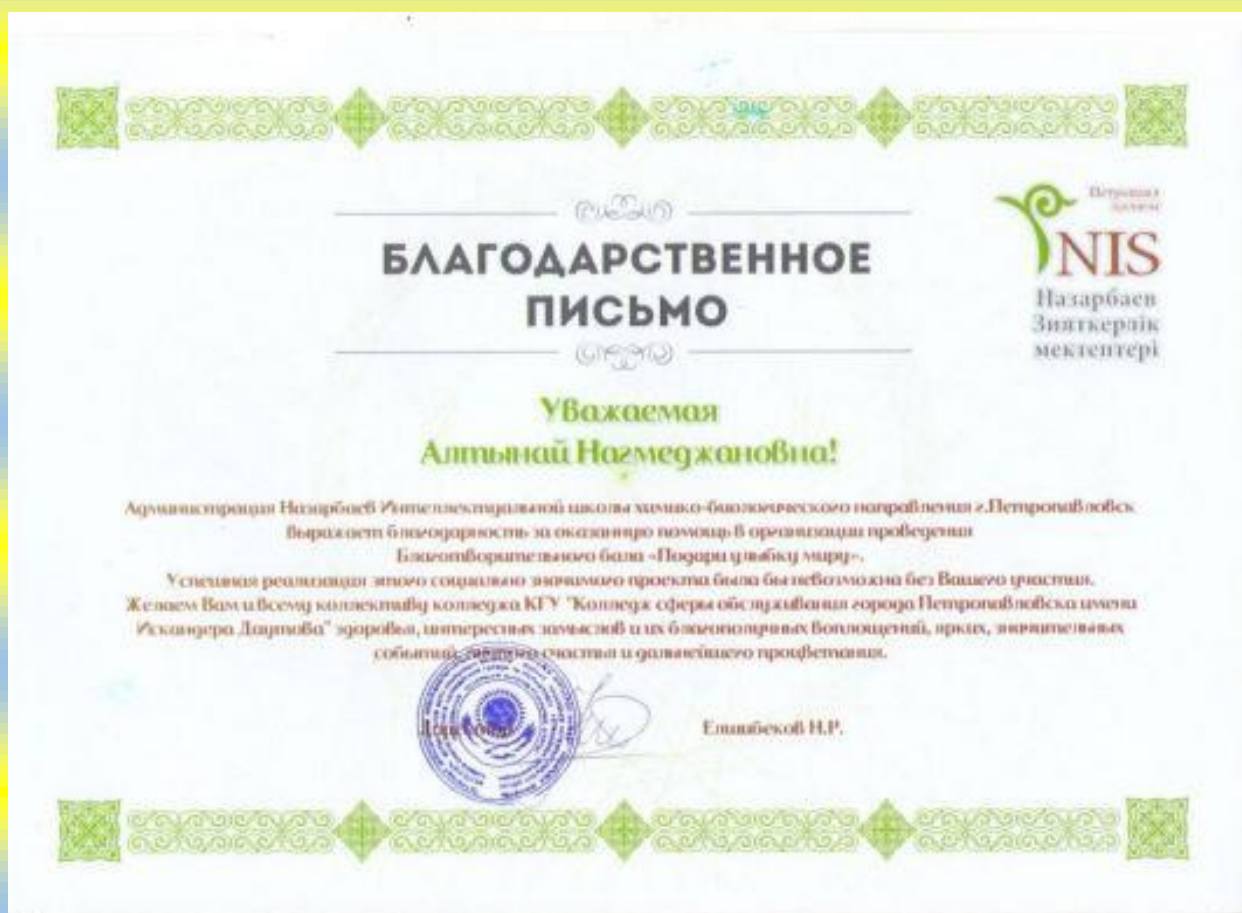 БЛАГОДАРСТВЕННОЕ
ПИСЬМО
NIS
Назарбаев
Зияткерлік
мектептері
Уважаемая
Алтынай Нагмеджановна!
Администрация Назарбаев Интеллектуальной школы химико-биологического направления г.Петропавловск
выражает благодарность за оказанную помощь в организации проведения
Благотворительного бала «Подари улыбку миру».
Успешная реализация этого социально значимого проекта была бы невозможна без Вашего участия.
Желаем Вам и всему коллективу колледжа КГУ "Колледж сферы обслуживания города Петропавловска имени
Искандера Даутова" здоровья, интересных замыслов и их благополучных воплощений, ярких, значительных
событий, счастья и дальнейшего процветания.
Директор Н.Р.